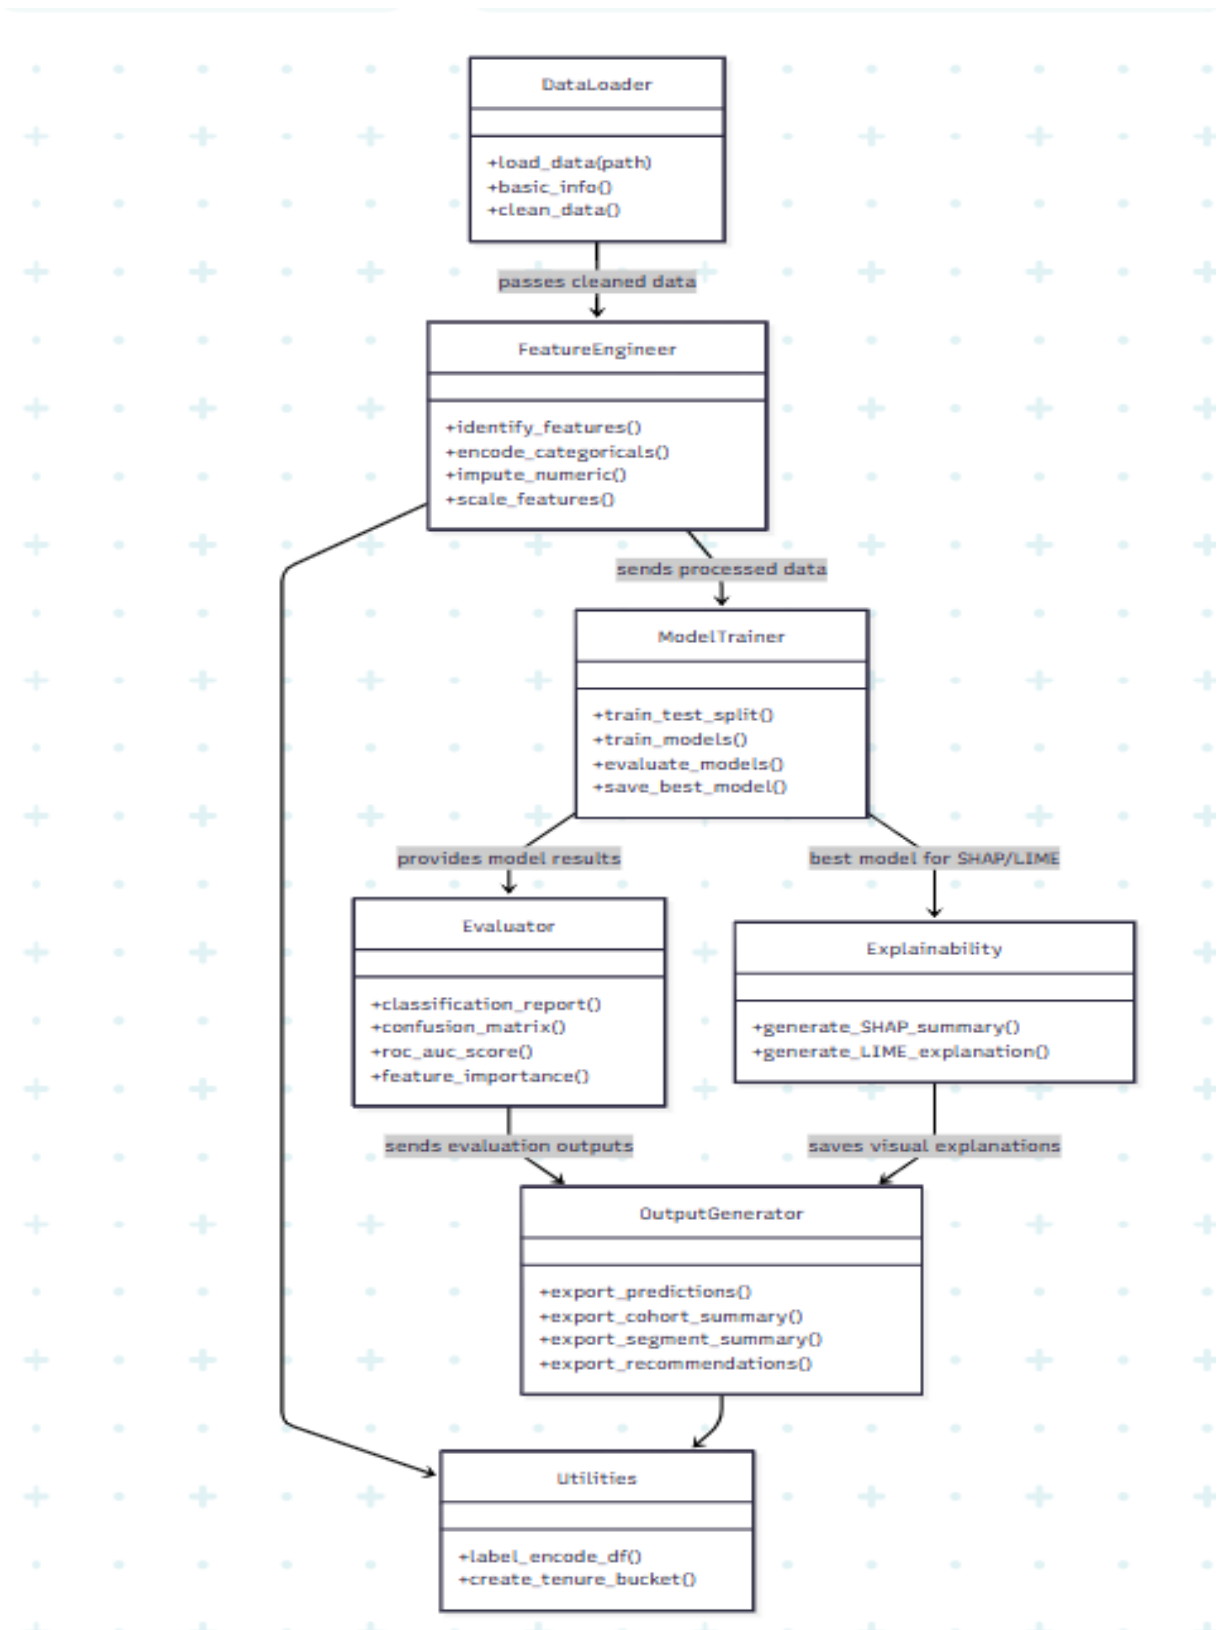 DataLoader
+load_data(path)
+basic_info()
+clean_data()
passes cleaned data
FeatureEngineer
+identify_features()
+encode_categoricals()
+impute_numeric()
+scale_features()
sends processed data
ModelTrainer
+train_test_split()
+train_models()
+evaluate_models()
+save_best_model()
provides model results
best model for SHAP/LIME
Evaluator
+classification_report()
+confusion_matrix()
+roc_auc_score()
+feature_importance()
Explainability
+generate_SHAP_summary()
+generate_LIME_explanation()
sends evaluation outputs
saves visual explanations
OutputGenerator
+export_predictions()
+export_cohort_summary()
+export_segment_summary()
+export_recommendations()
Utilities
+label_encode_df()
+create_tenure_bucket()